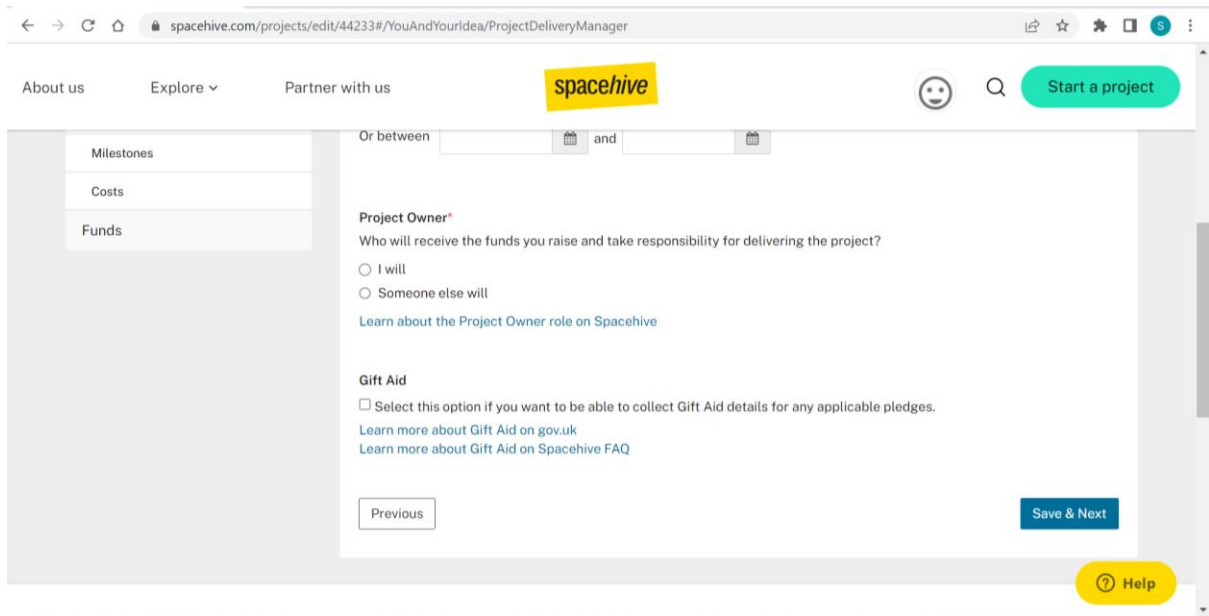 spacehive.com/projects/edit/44233#/YouAndYourIdea/ProjectDeliveryManager
S
About us
Explore
Partner with us
spacehive
Start a project
Milestones
Costs
Funds
Or between
and
Project Owner*
Who will receive the funds you raise and take responsibility for delivering the project?
I will
Someone else will
Learn about the Project Owner role on Spacehive
Gift Aid
Select this option if you want to be able to collect Gift Aid details for any applicable pledges.
Learn more about Gift Aid on gov.uk
Learn more about Gift Aid on Spacehive FAQ
Previous
Save & Next
? Help